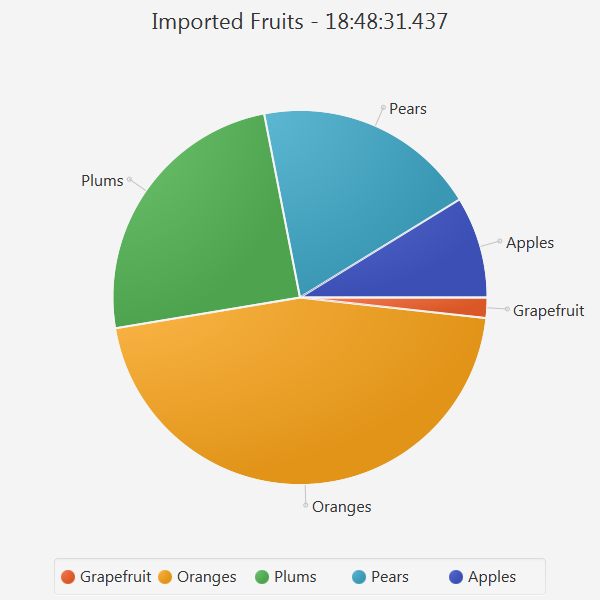 Imported Fruits - 18:48:31.437
Pears
Plums
Apples
Grapefruit
Oranges
Grapefruit Oranges Plums Pears Apples